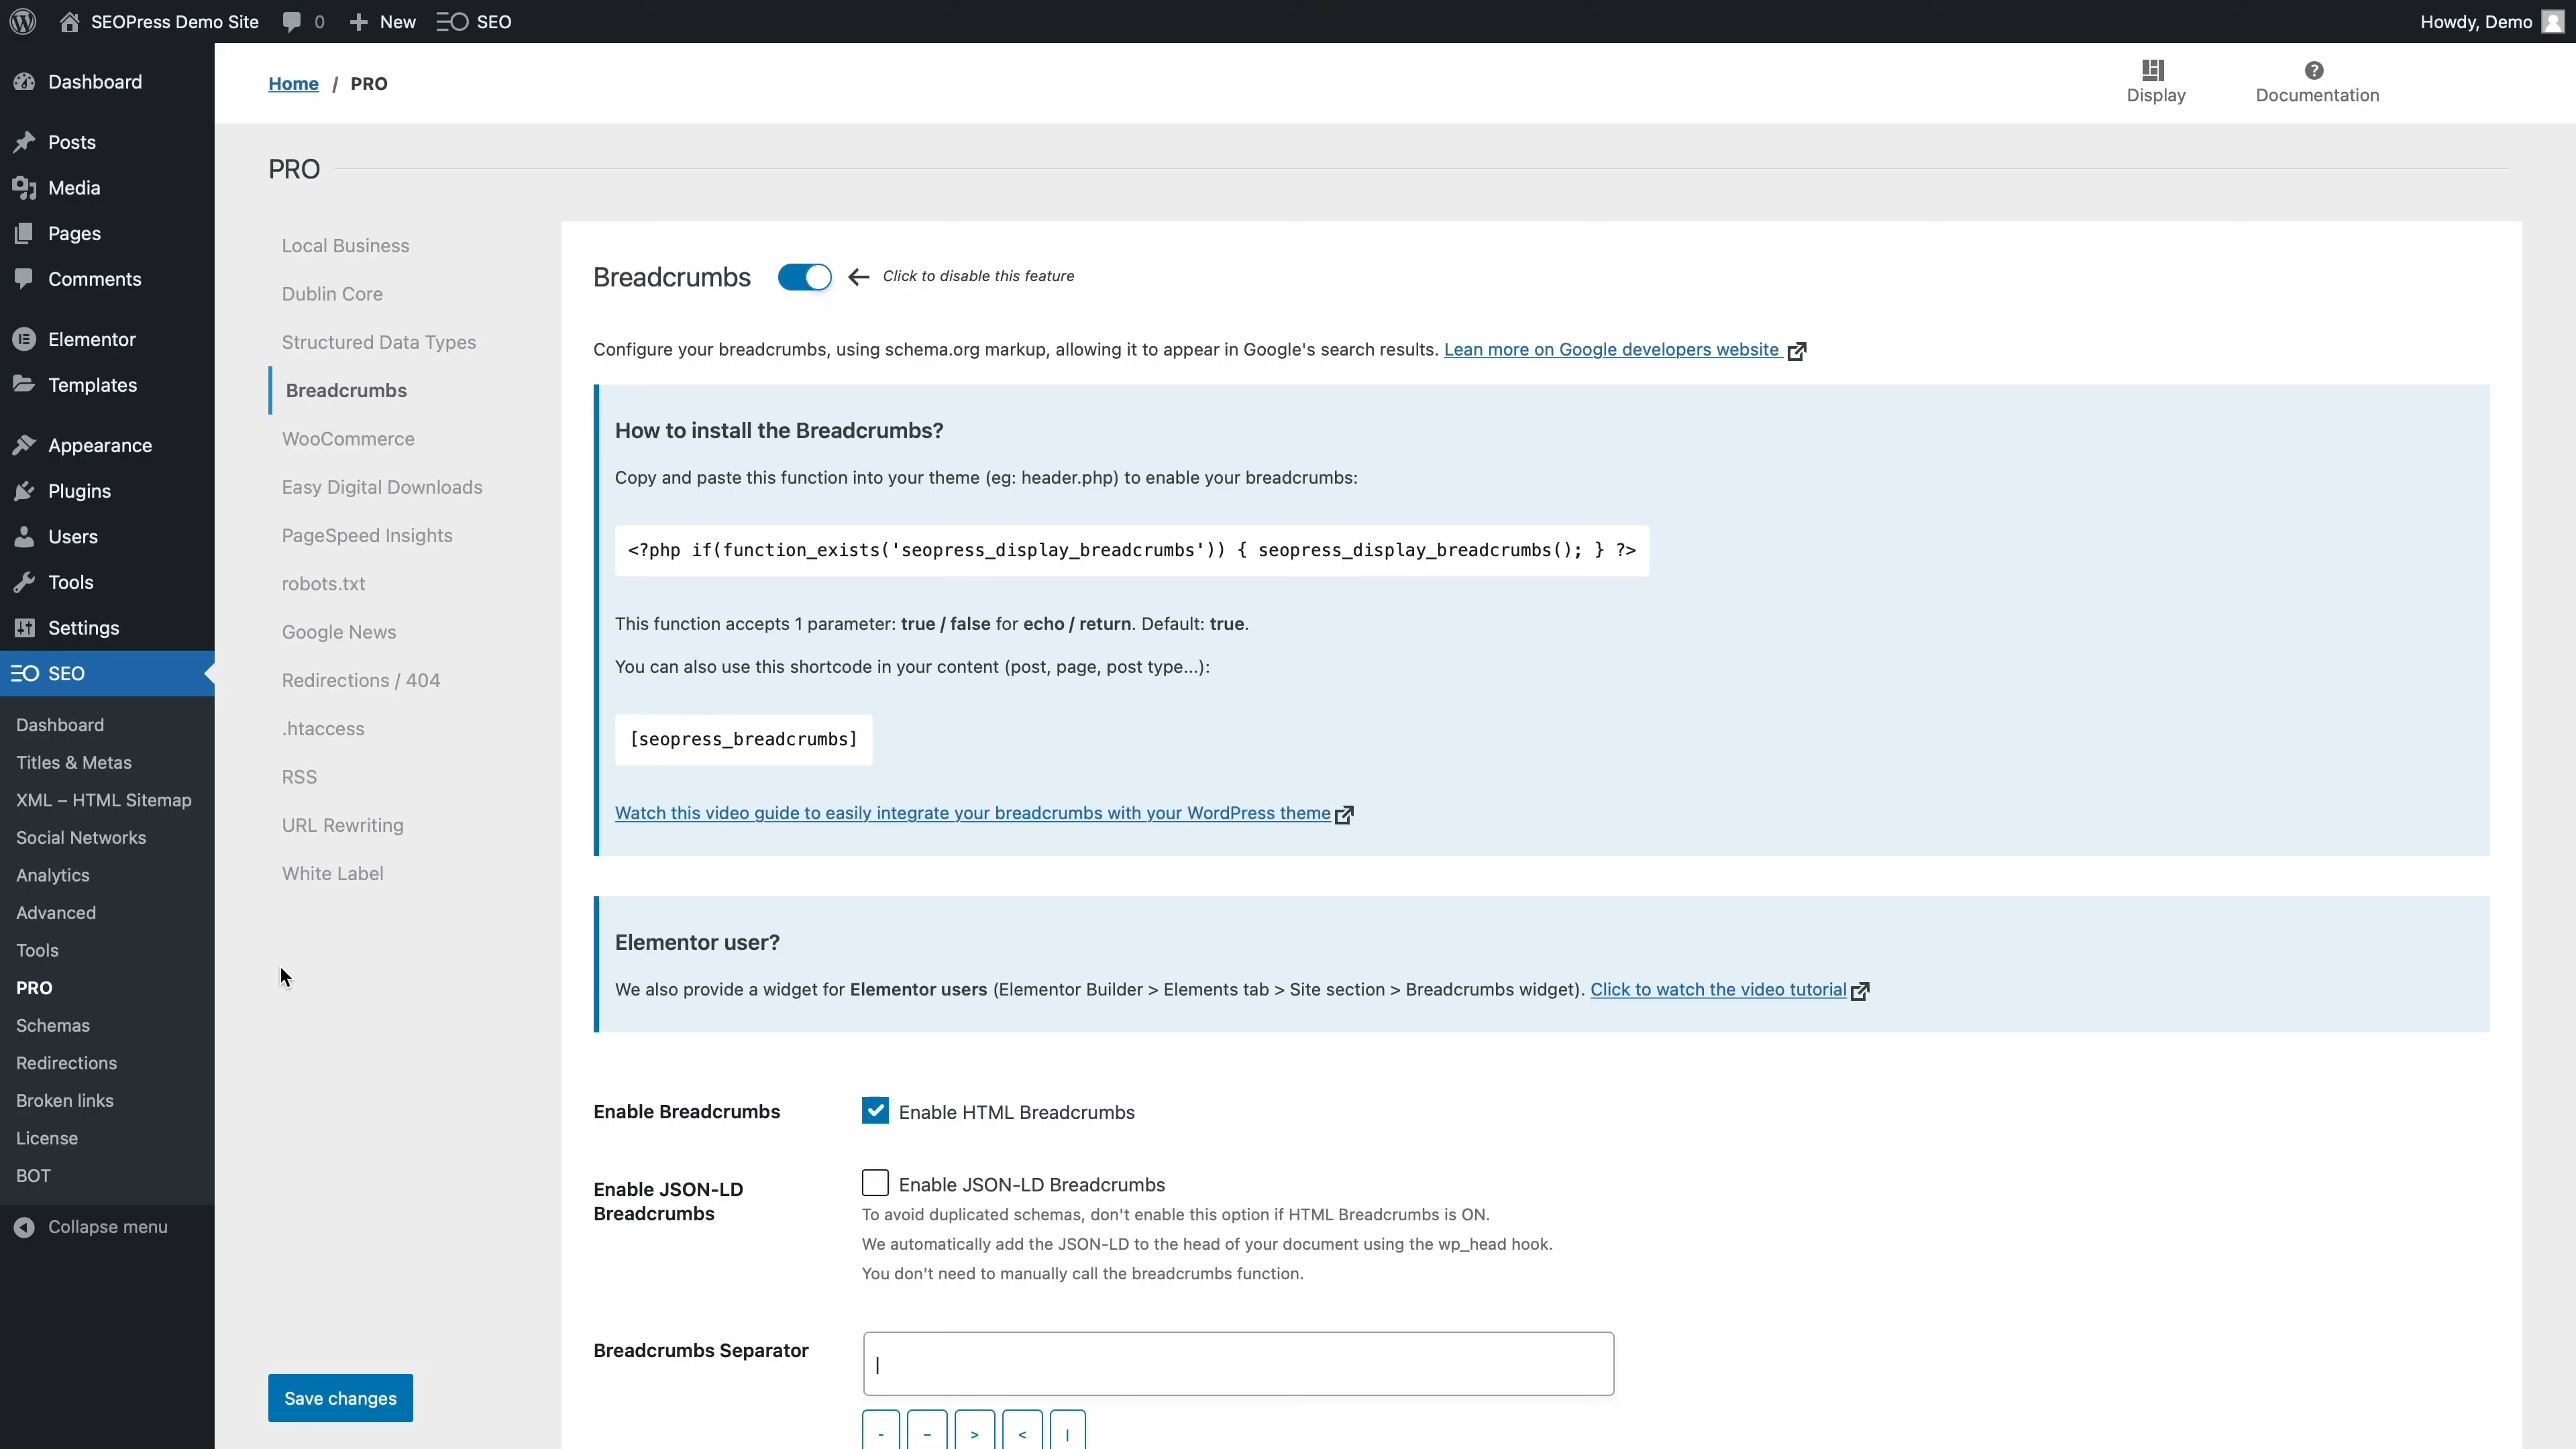 SEOPress Demo Site
0
New
SEO
Howdy, Demo
Dashboard
Posts
Media
Pages
Comments
Elementor
Templates
Appearance
Plugins
Users
Tools
Settings
SEO
Dashboard
Titles & Metas
XML – HTML Sitemap
Social Networks
Analytics
Advanced
Tools
PRO
Schemas
Redirections
Broken links
License
BOT
Collapse menu
Home / PRO
Display
Documentation
PRO
Local Business
Dublin Core
Structured Data Types
Breadcrumbs
WooCommerce
Easy Digital Downloads
PageSpeed Insights
robots.txt
Google News
Redirections / 404
.htaccess
RSS
URL Rewriting
White Label
Save changes
Breadcrumbs
Click to disable this feature
Configure your breadcrumbs, using schema.org markup, allowing it to appear in Google's search results. Lean more on Google developers website
How to install the Breadcrumbs?
Copy and paste this function into your theme (eg: header.php) to enable your breadcrumbs:
<?php if(function_exists('seopress_display_breadcrumbs')) { seopress_display_breadcrumbs(); } ?>
This function accepts 1 parameter: true / false for echo / return. Default: true.
You can also use this shortcode in your content (post, page, post type...):
[seopress_breadcrumbs]
Watch this video guide to easily integrate your breadcrumbs with your WordPress theme
Elementor user?
We also provide a widget for Elementor users (Elementor Builder > Elements tab > Site section > Breadcrumbs widget). Click to watch the video tutorial
Enable Breadcrumbs
Enable HTML Breadcrumbs
Enable JSON-LD
Breadcrumbs
Enable JSON-LD Breadcrumbs
To avoid duplicated schemas, don't enable this option if HTML Breadcrumbs is ON.
We automatically add the JSON-LD to the head of your document using the wp_head hook.
You don't need to manually call the breadcrumbs function.
Breadcrumbs Separator
|
- – > < |